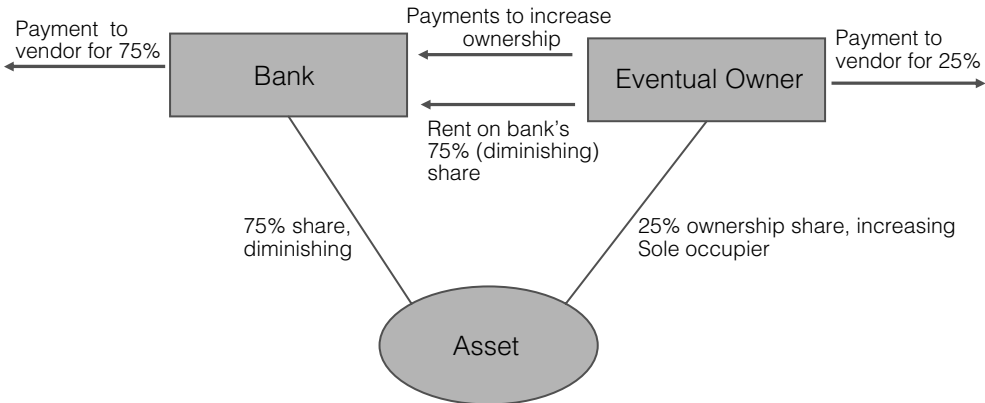 Payment to
vendor for 75%
Bank
Payments to increase
ownership
Rent on bank's
75% (diminishing)
share
Eventual Owner
Payment to
vendor for 25%
75% share,
diminishing
25% ownership share, increasing
Sole occupier
Asset